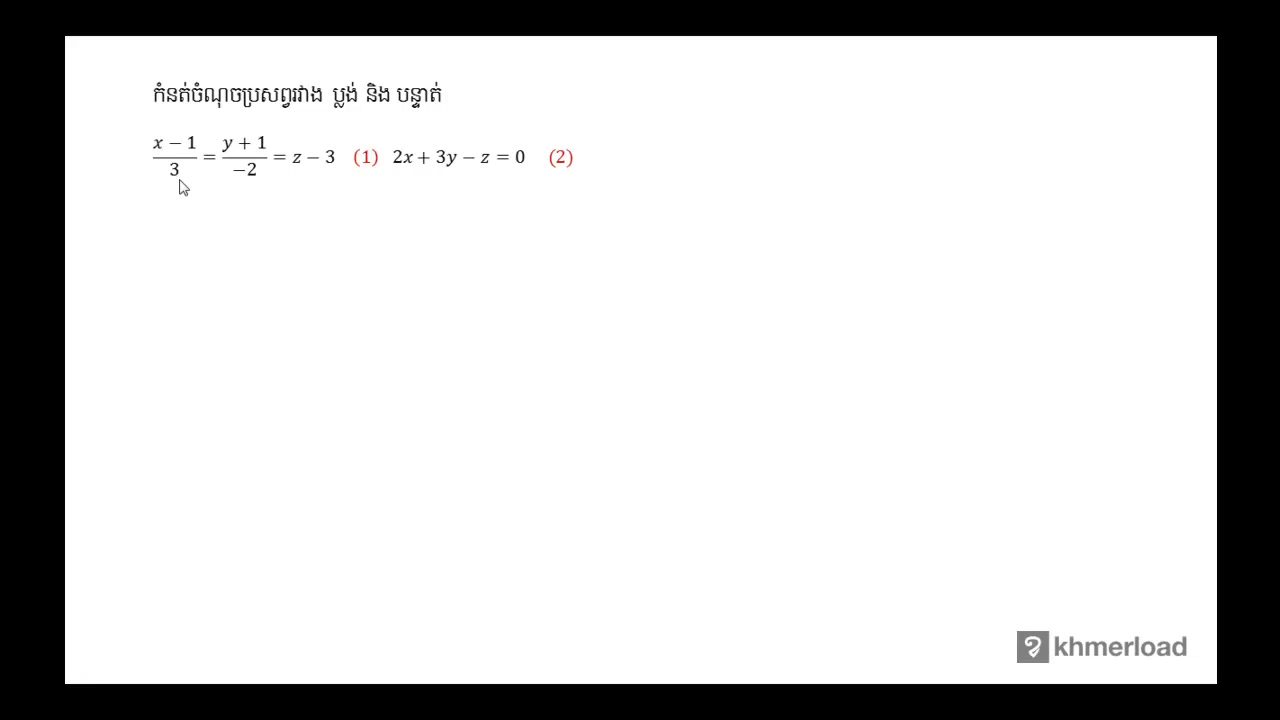 កំនត់ចំណុចប្រសព្វរវាង ប្លង់ និង បន្ទាត់
(x − 1)/3 = (y + 1)/−2 = z − 3 (1) 2x + 3y − z = 0 (2)
khmerload